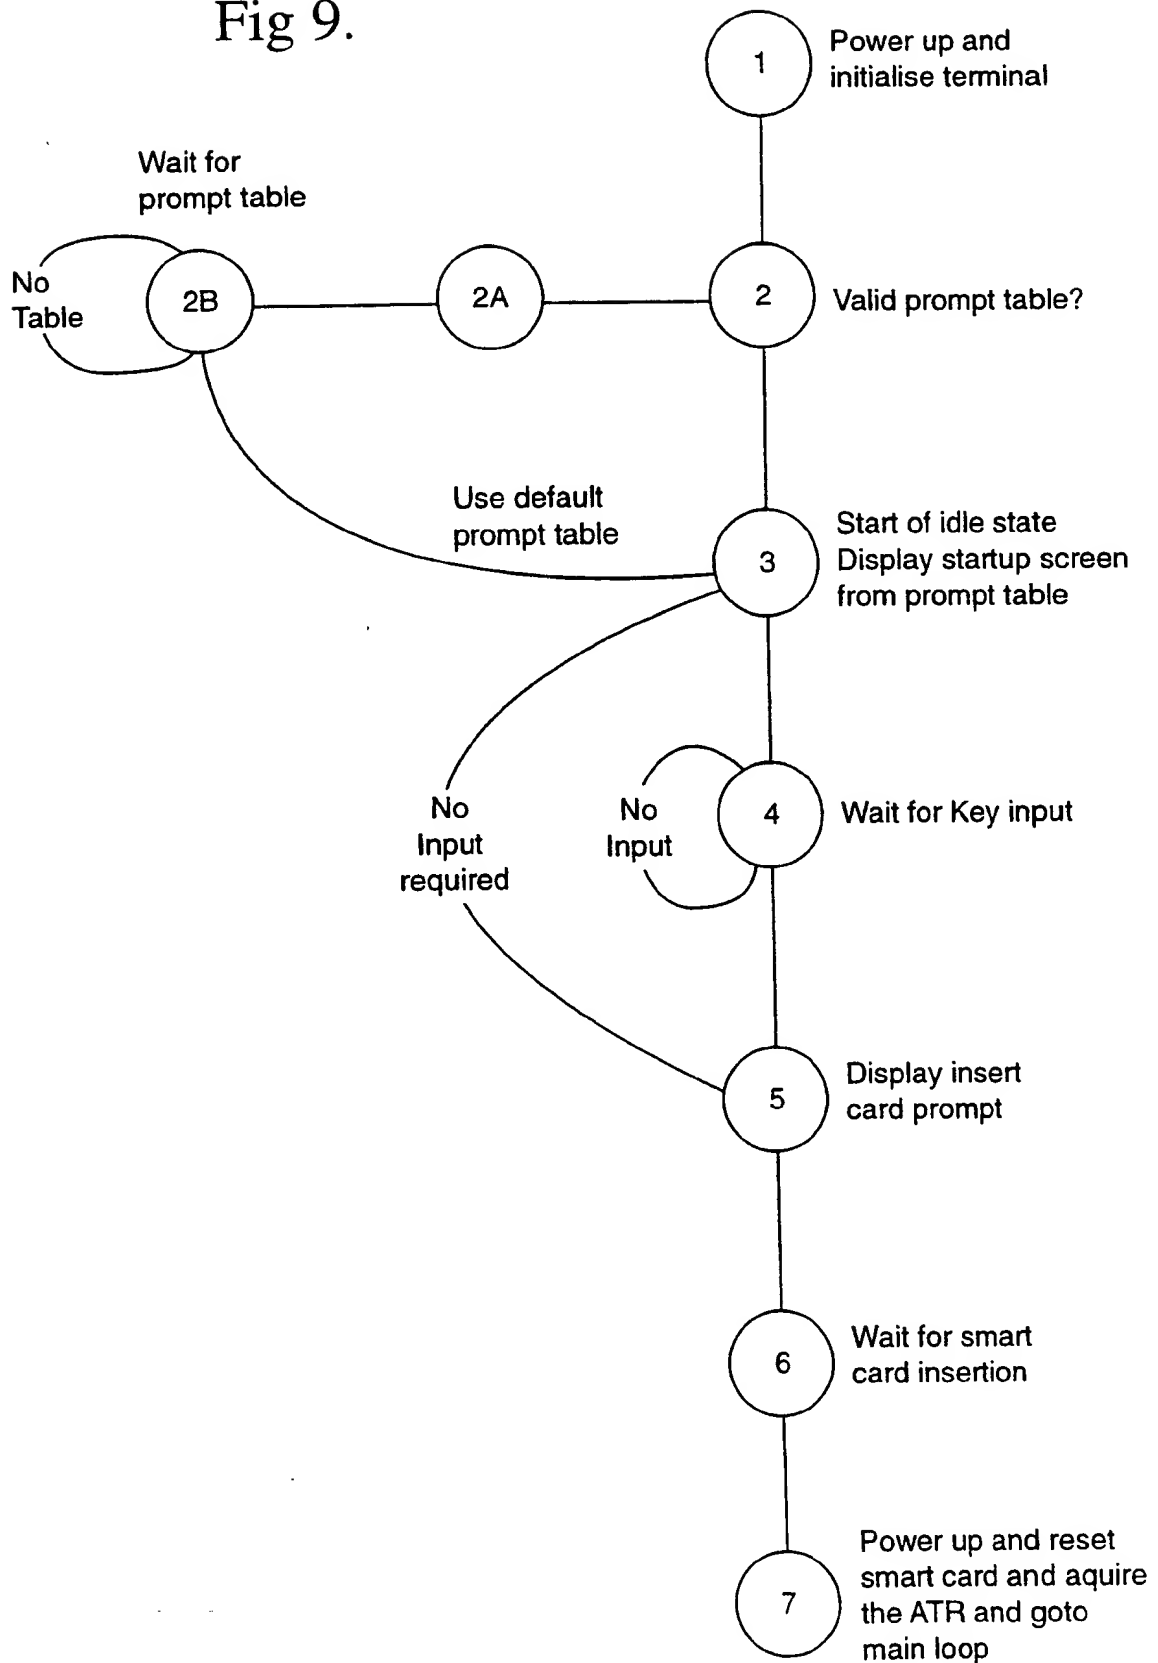 Fig 9.
1
Power up and
initialise terminal
Wait for
prompt table
No
Table
2B
2A
2
Valid prompt table?
Use default
prompt table
3
Start of idle state
Display startup screen
from prompt table
No
Input
required
No
Input
4
Wait for Key input
5
Display insert
card prompt
6
Wait for smart
card insertion
7
Power up and reset
smart card and aquire
the ATR and goto
main loop